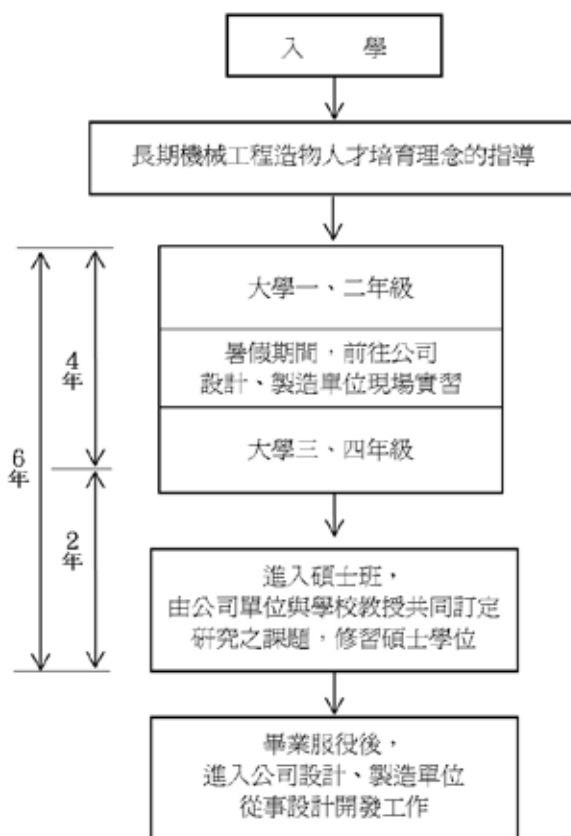 入 學
長期機械工程造物人才培育理念的指導
大學一、二年級
暑假期間，前往公司
設計、製造單位現場實習
大學三、四年級
4年
6年
2年
進入碩士班，
由公司單位與學校教授共同訂定
研究之課題，修習碩士學位
畢業服役後，
進入公司設計、製造單位
從事設計開發工作